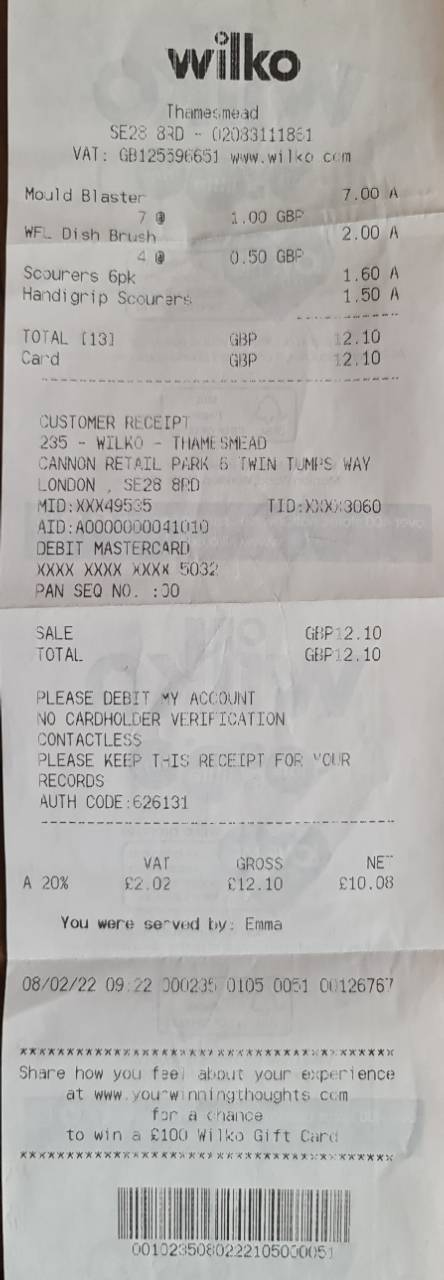 wilko
Thamesmead
SE28 8RD - 02083111861
VAT: GB125596651 www.wilko com
Mould Blaster 7.00 A
7 @ 1.00 GBP
WFL Dish Brush 2.00 A
4 @ 0.50 GBP
Scourers 6pk 1.60 A
Handigrip Scourers 1.50 A
TOTAL [13] GBP 12.10
Card GBP 12.10
CUSTOMER RECEIPT
235 - WILKO - THAMESMEAD
CANNON RETAIL PARK 6 TWIN TUMPS WAY
LONDON , SE28 8RD
MID:XXX49535 TID:XXXX3060
AID:A0000000041010
DEBIT MASTERCARD
XXXX XXXX XXXX 5032
PAN SEQ NO. :00
SALE GBP12.10
TOTAL GBP12.10
PLEASE DEBIT MY ACCOUNT
NO CARDHOLDER VERIFICATION
CONTACTLESS
PLEASE KEEP THIS RECEIPT FOR YOUR
RECORDS
AUTH CODE:626131
VAT GROSS NET
A 20% £2.02 £12.10 £10.08
You were served by: Emma
08/02/22 09:22 000235 0105 0051 00126767
****************************************
Share how you feel about your experience
at www.yourwinningthoughts com
for a chance
to win a £100 Wilko Gift Card
****************************************
0010235080222105000051